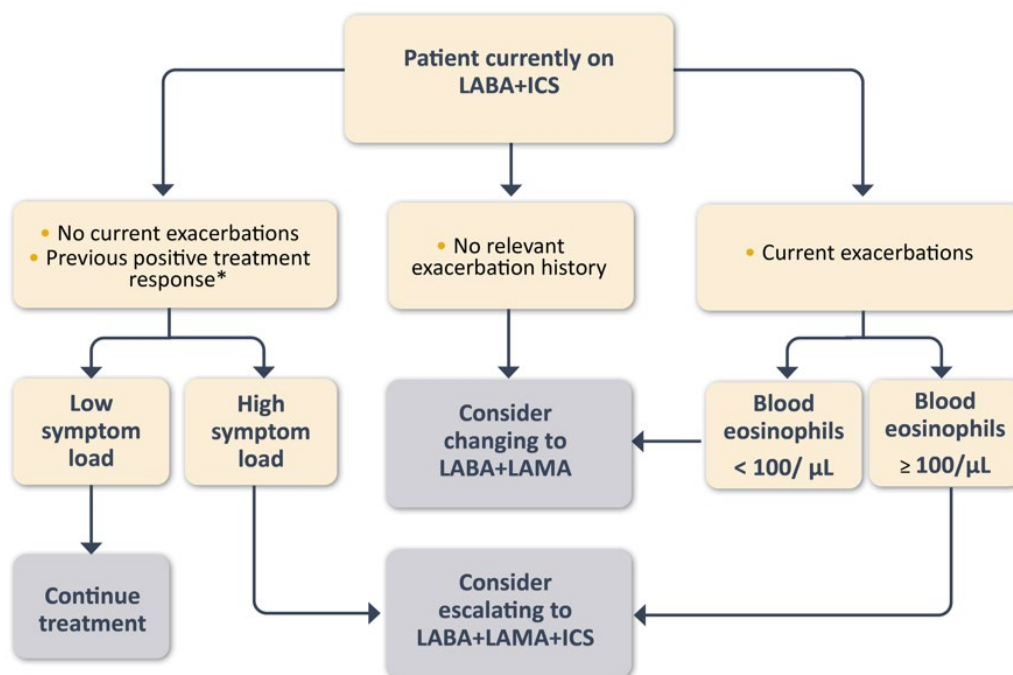 Patient currently on
LABA+ICS
• No current exacerbations
• Previous positive treatment
response*
• No relevant
exacerbation history
• Current exacerbations
Low
symptom
load
High
symptom
load
Consider
changing to
LABA+LAMA
Blood
eosinophils
< 100/ µL
Blood
eosinophils
≥ 100/µL
Continue
treatment
Consider
escalating to
LABA+LAMA+ICS